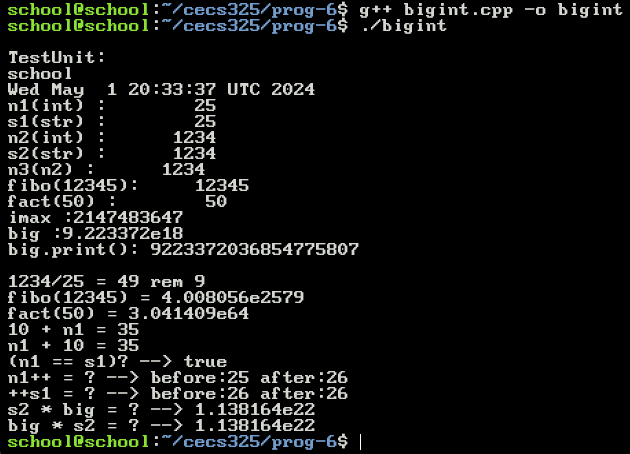 school@school:~/cecs325/prog-6$ g++ bigint.cpp -o bigint
school@school:~/cecs325/prog-6$ ./bigint
TestUnit:
school
Wed May  1 20:33:37 UTC 2024
n1(int) :          25
s1(str) :          25
n2(int) :        1234
s2(str) :        1234
n3(n2) :        1234
fibo(12345):       12345
fact(50) :          50
imax :2147483647
big :9.223372e18
big.print(): 9223372036854775807
1234/25 = 49 rem 9
fibo(12345) = 4.008056e2579
fact(50) = 3.041409e64
10 + n1 = 35
n1 + 10 = 35
(n1 == s1)? --> true
n1++ = ? --> before:25 after:26
++s1 = ? --> before:26 after:26
s2 * big = ? --> 1.138164e22
big * s2 = ? --> 1.138164e22
school@school:~/cecs325/prog-6$